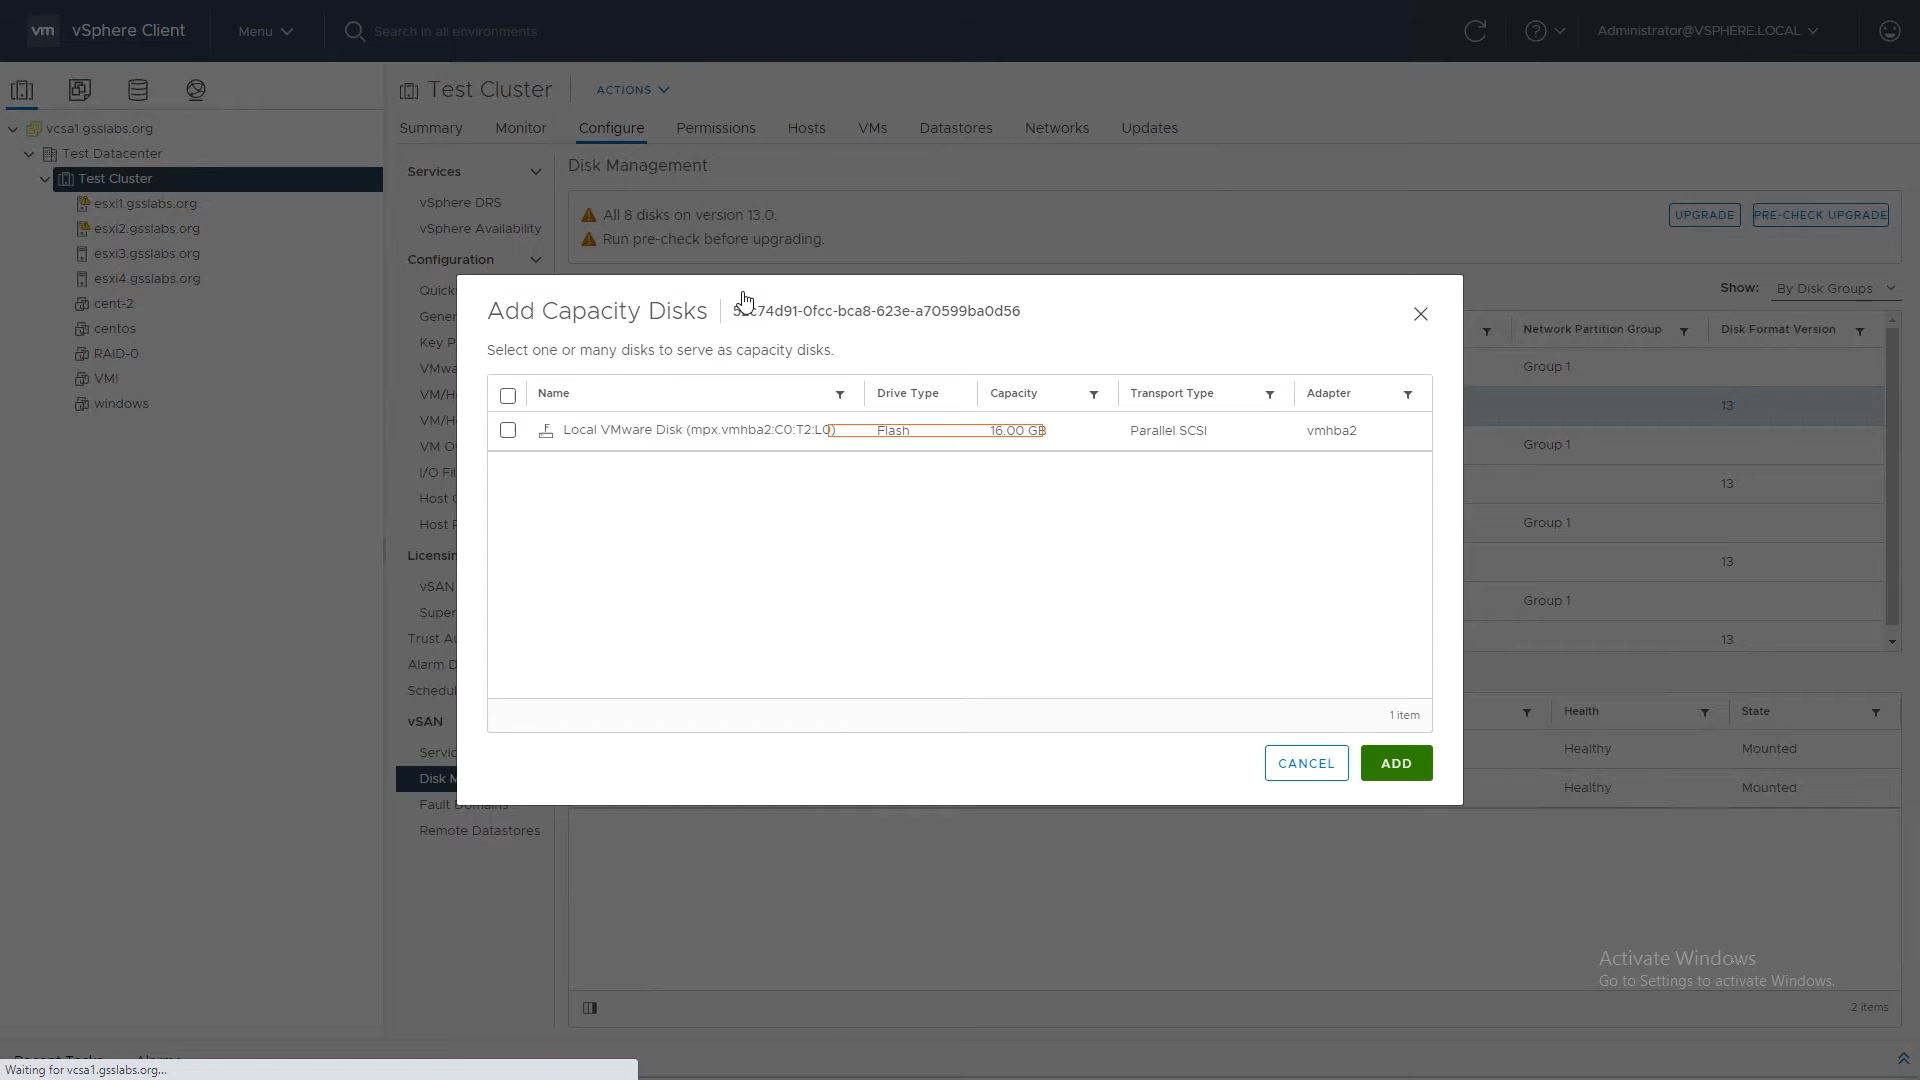 vm vSphere Client Menu Search in all environments Administrator@VSPHERE.LOCAL
Test Cluster ACTIONS
vcsa1.gsslabs.org
Test Datacenter
Test Cluster
esxi1.gsslabs.org
esxi2.gsslabs.org
esxi3.gsslabs.org
esxi4.gsslabs.org
cent-2
centos
RAID-0
VM!
windows
Summary Monitor Configure Permissions Hosts VMs Datastores Networks Updates
Services
vSphere DRS
vSphere Availability
Configuration
Quick
Gener
Key P
VMwa
VM/H
VM/H
VM O
I/O Fil
Host
Host
Licensin
vSAN
Super
Trust Au
Alarm D
Schedul
vSAN
Servic
Disk M
Fault Domains
Remote Datastores
Disk Management
All 8 disks on version 13.0.
Run pre-check before upgrading.
UPGRADE PRE-CHECK UPGRADE
Show: By Disk Groups
Network Partition Group Disk Format Version
Group 1
13
Group 1
13
Group 1
13
Group 1
13
Health State
Healthy Mounted
Healthy Mounted
2 items
Add Capacity Disks c74d91-0fcc-bca8-623e-a70599ba0d56
Select one or many disks to serve as capacity disks.
Name Drive Type Capacity Transport Type Adapter
Local VMware Disk (mpx.vmhba2:C0:T2:L0) Flash 16.00 GB Parallel SCSI vmhba2
1 item
CANCEL ADD
Activate Windows
Go to Settings to activate Windows.
Recent Tasks Alarms
Waiting for vcsa1.gsslabs.org...